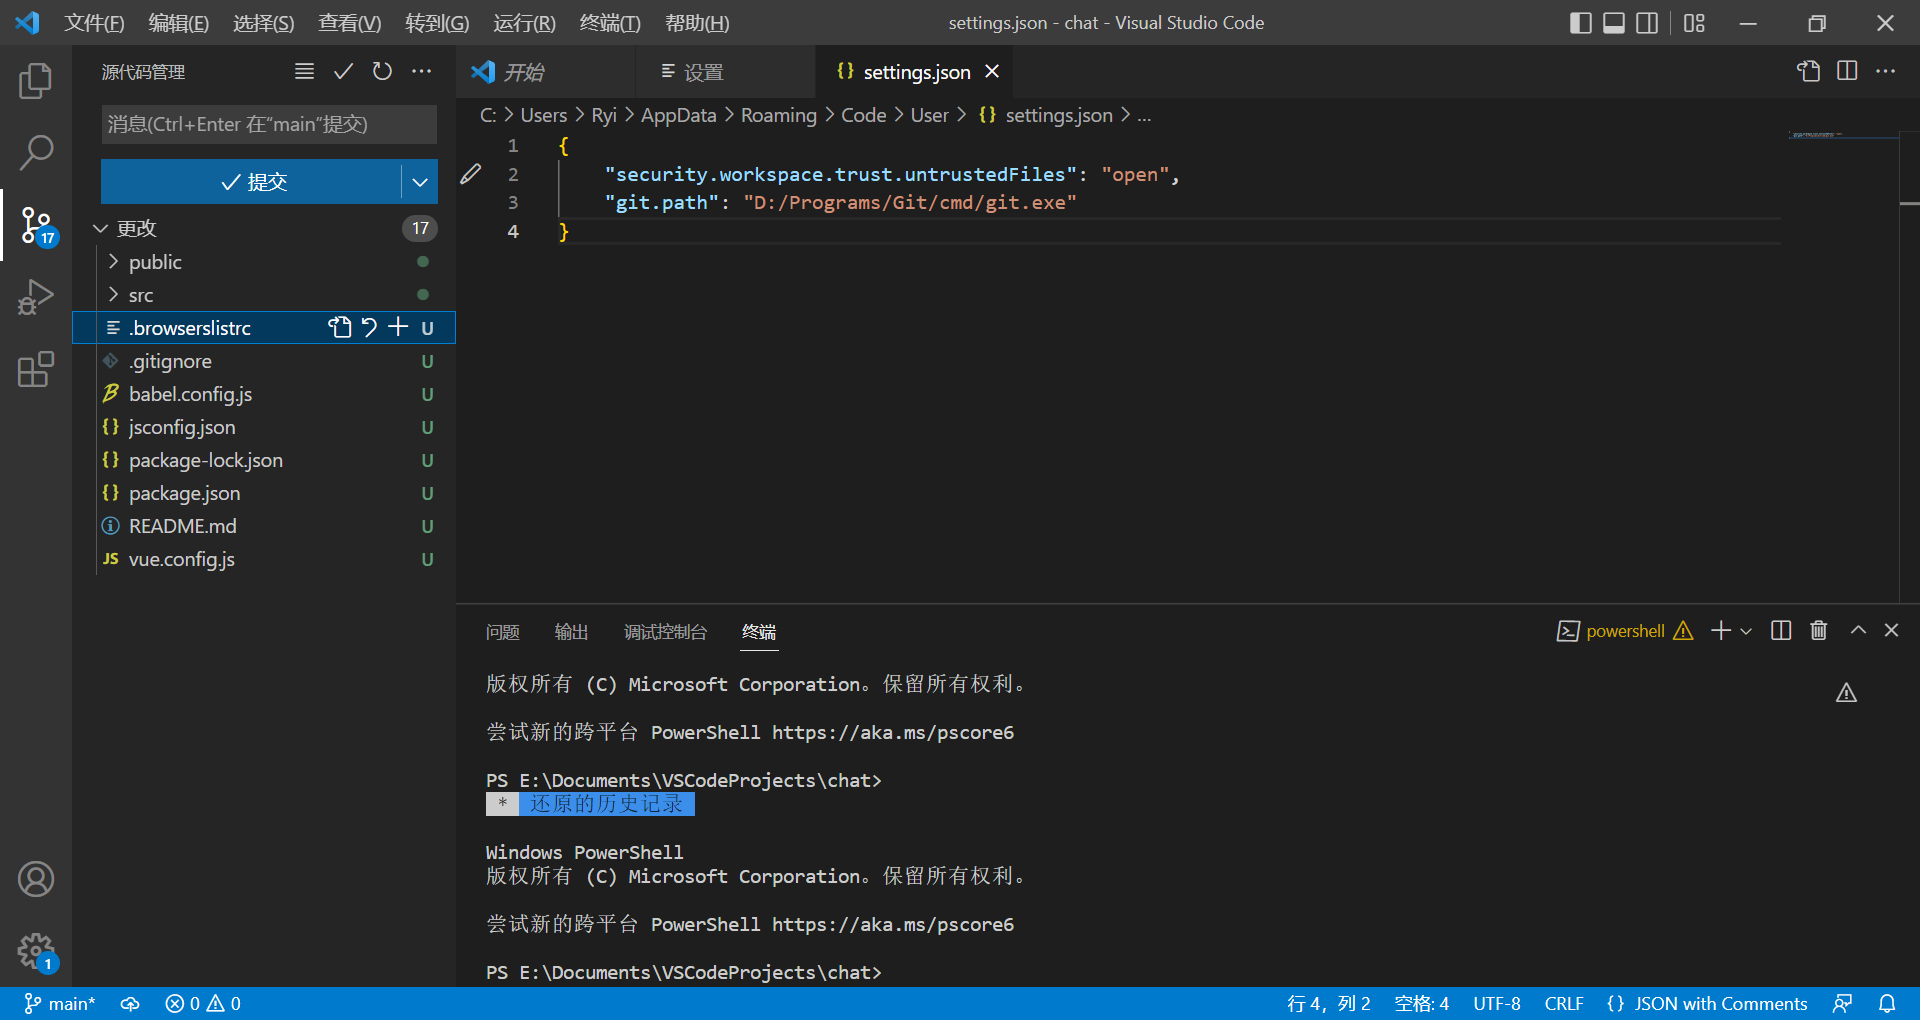 文件(F) 编辑(E) 选择(S) 查看(V) 转到(G) 运行(R) 终端(T) 帮助(H) settings.json - chat - Visual Studio Code
源代码管理
消息(Ctrl+Enter 在"main"提交)
提交
更改 17
17
public
src
.browserslistrc U
.gitignore U
babel.config.js U
jsconfig.json U
package-lock.json U
package.json U
README.md U
JS vue.config.js U
1
开始 设置 {} settings.json
C: > Users > Ryi > AppData > Roaming > Code > User > {} settings.json > ...
1 {
2 "security.workspace.trust.untrustedFiles": "open",
3 "git.path": "D:/Programs/Git/cmd/git.exe"
4 }
问题 输出 调试控制台 终端 powershell
版权所有 (C) Microsoft Corporation。保留所有权利。
尝试新的跨平台 PowerShell https://aka.ms/pscore6
PS E:\Documents\VSCodeProjects\chat>
* 还原的历史记录
Windows PowerShell
版权所有 (C) Microsoft Corporation。保留所有权利。
尝试新的跨平台 PowerShell https://aka.ms/pscore6
PS E:\Documents\VSCodeProjects\chat>
main* 0 0 行 4，列 2 空格: 4 UTF-8 CRLF {} JSON with Comments